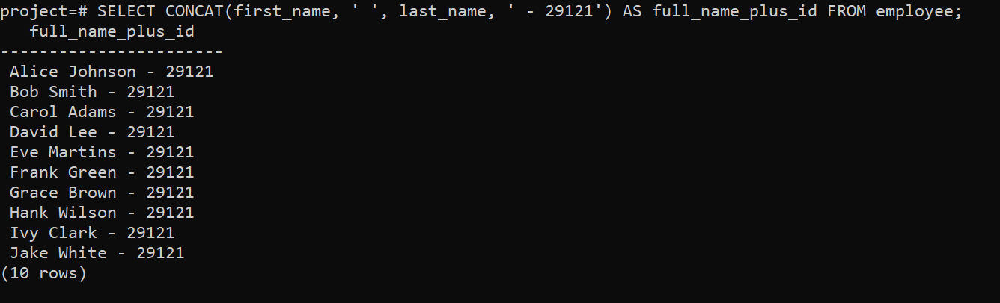 project=# SELECT CONCAT(first_name, ' ', last_name, ' - 29121') AS full_name_plus_id FROM employee;
full_name_plus_id
-----------------------
Alice Johnson - 29121
Bob Smith - 29121
Carol Adams - 29121
David Lee - 29121
Eve Martins - 29121
Frank Green - 29121
Grace Brown - 29121
Hank Wilson - 29121
Ivy Clark - 29121
Jake White - 29121
(10 rows)